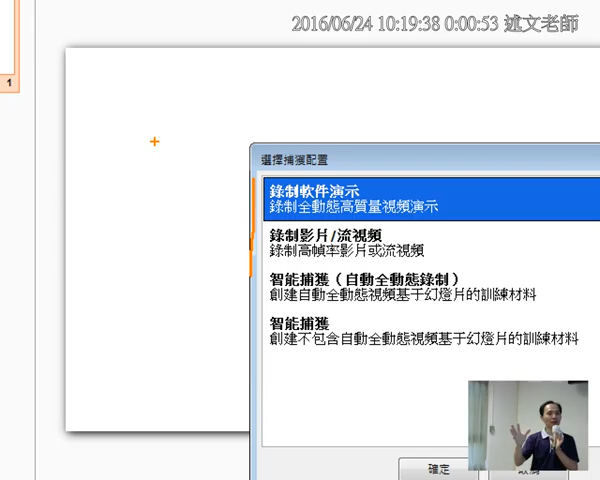 2016/06/24 10:19:38 0:00:53 述文老師
1
選擇捕獲配置
錄制軟件演示
錄制全動態高質量視頻演示
錄制影片/流視頻
錄制高幀率影片或流視頻
智能捕獲（自動全動態錄制）
創建自動全動態視頻基于幻燈片的訓練材料
智能捕獲
創建不包含自動全動態視頻基于幻燈片的訓練材料
確定